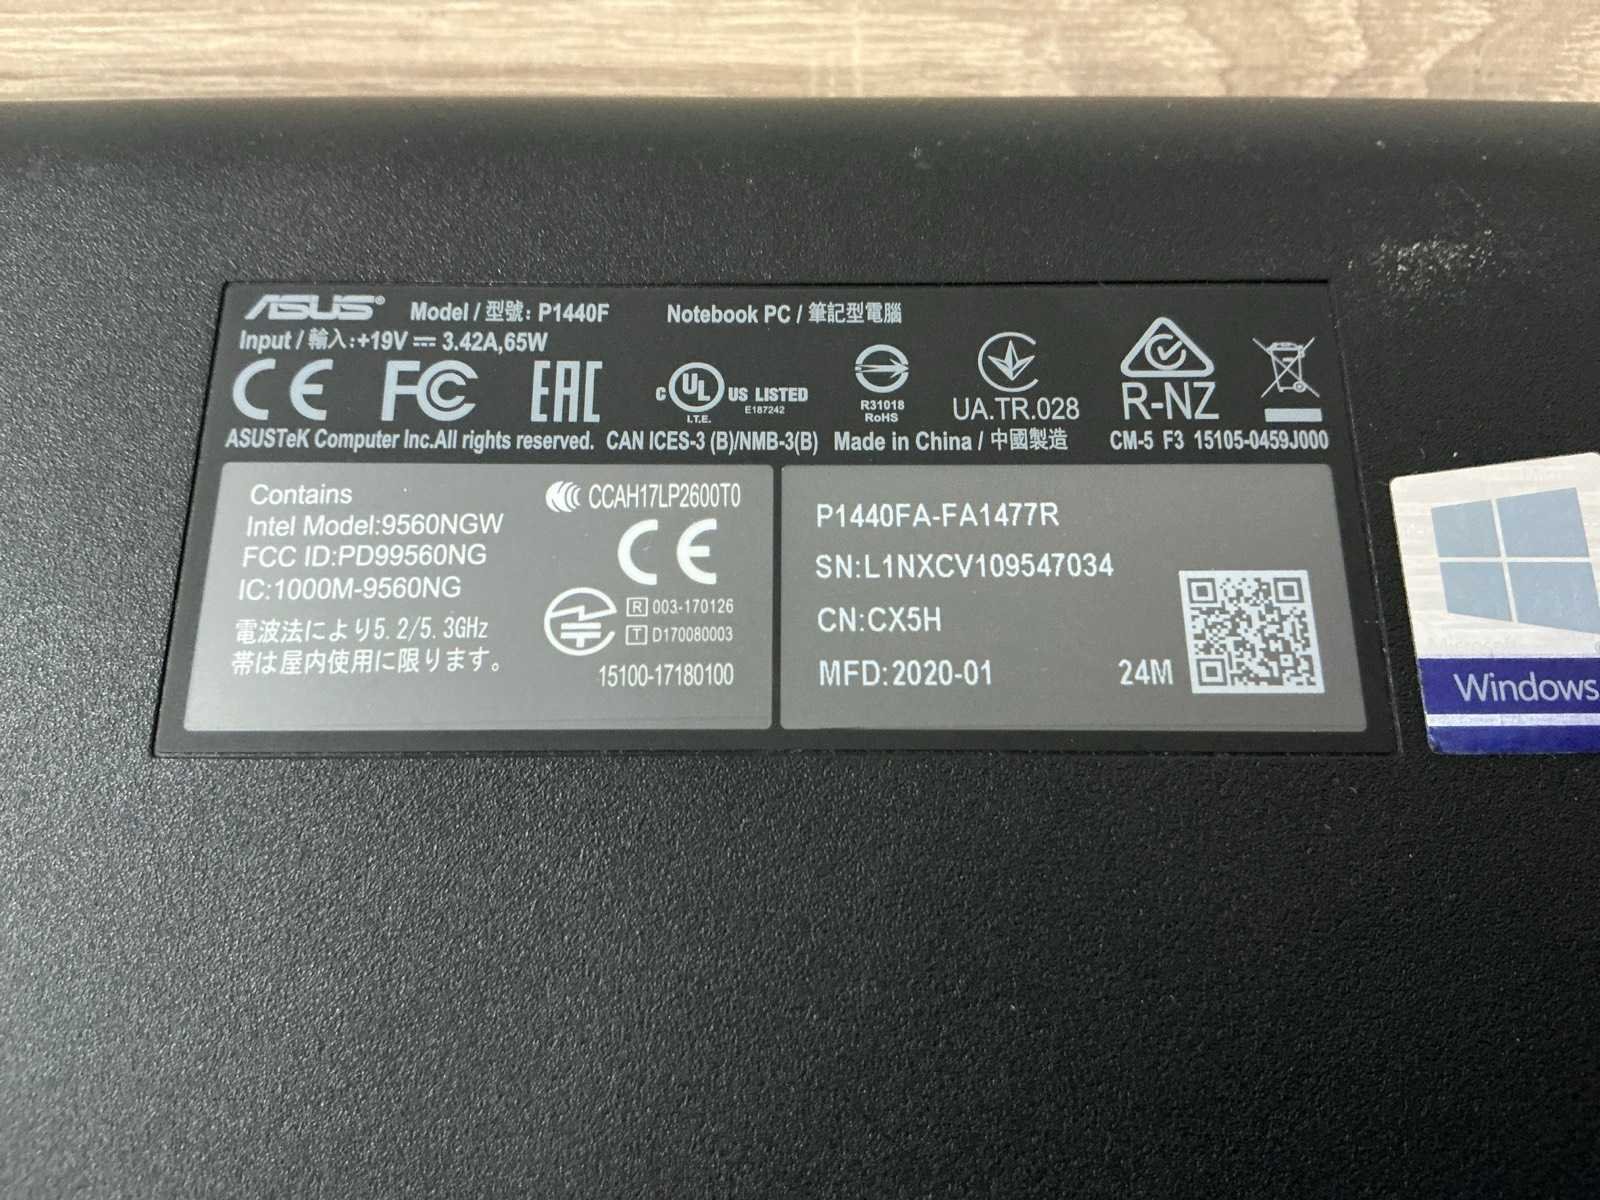 ASUS® Model / 型號: P1440F Notebook PC / 筆記型電腦
Input / 輸入:+19V ⎓ 3.42A,65W
CE FC EAC c UL US LISTED I.T.E. E187242 R31018 RoHS UA.TR.028 R-NZ
ASUSTeK Computer Inc.All rights reserved. CAN ICES-3 (B)/NMB-3(B) Made in China / 中國製造 CM-5 F3 15105-0459J000
Contains
Intel Model:9560NGW
FCC ID:PD99560NG
IC:1000M-9560NG
電波法により5.2/5.3GHz
帯は屋内使用に限ります。
CCAH17LP2600T0
CE
R 003-170126
T D170080003
15100-17180100
P1440FA-FA1477R
SN:L1NXCV109547034
CN:CX5H
MFD:2020-01 24M
Windows